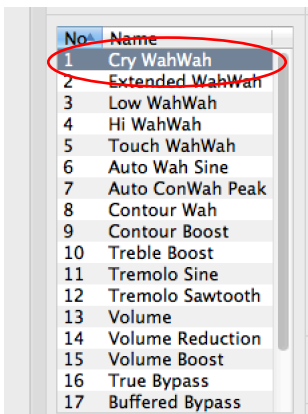 No Name
1 Cry WahWah
2 Extended WahWah
3 Low WahWah
4 Hi WahWah
5 Touch WahWah
6 Auto Wah Sine
7 Auto ConWah Peak
8 Contour Wah
9 Contour Boost
10 Treble Boost
11 Tremolo Sine
12 Tremolo Sawtooth
13 Volume
14 Volume Reduction
15 Volume Boost
16 True Bypass
17 Buffered Bypass